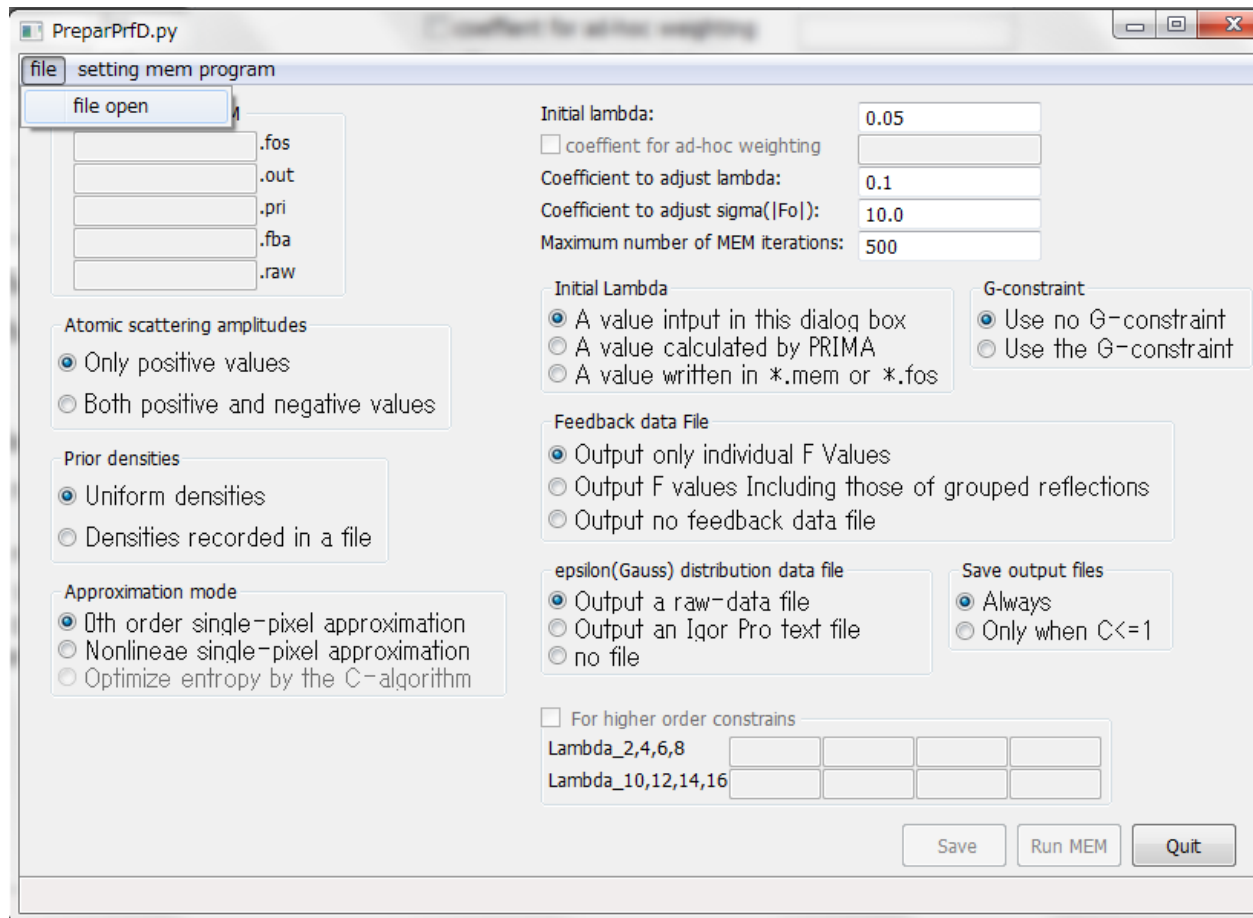 PreparPrfD.py
coeffient for ad-hoc weighting
file setting mem program
file open
.fos
.out
.pri
.fba
.raw
Atomic scattering amplitudes
Only positive values
Both positive and negative values
Prior densities
Uniform densities
Densities recorded in a file
Approximation mode
0th order single-pixel approximation
Nonlineae single-pixel approximation
Optimize entropy by the C-algorithm
Initial lambda: 0.05
coeffient for ad-hoc weighting
Coefficient to adjust lambda: 0.1
Coefficient to adjust sigma(|Fo|): 10.0
Maximum number of MEM iterations: 500
Initial Lambda
A value intput in this dialog box
A value calculated by PRIMA
A value written in *.mem or *.fos
G-constraint
Use no G-constraint
Use the G-constraint
Feedback data File
Output only individual F Values
Output F values Including those of grouped reflections
Output no feedback data file
epsilon(Gauss) distribution data file
Output a raw-data file
Output an Igor Pro text file
no file
Save output files
Always
Only when C<=1
For higher order constrains
Lambda_2,4,6,8
Lambda_10,12,14,16
Save Run MEM Quit